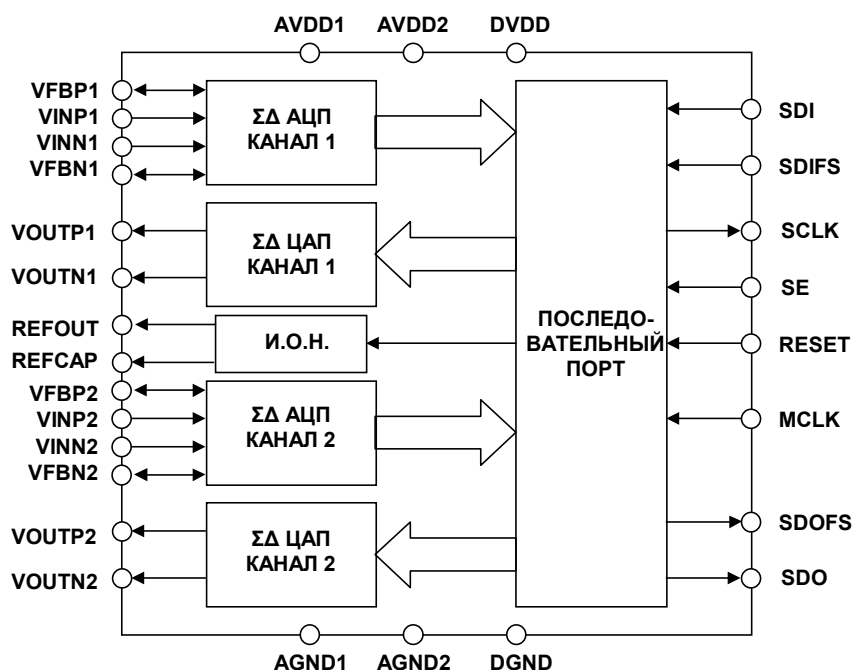 AVDD1 AVDD2 DVDD
VFBP1
VINP1
VINN1
VFBN1
ΣΔ АЦП
КАНАЛ 1
VOUTP1
VOUTN1
ΣΔ ЦАП
КАНАЛ 1
REFOUT
REFCAP
И.О.Н.
VFBP2
VINP2
VINN2
VFBN2
ΣΔ АЦП
КАНАЛ 2
VOUTP2
VOUTN2
ΣΔ ЦАП
КАНАЛ 2
ПОСЛЕДО-
ВАТЕЛЬНЫЙ
ПОРТ
SDI
SDIFS
SCLK
SE
RESET
MCLK
SDOFS
SDO
AGND1 AGND2 DGND